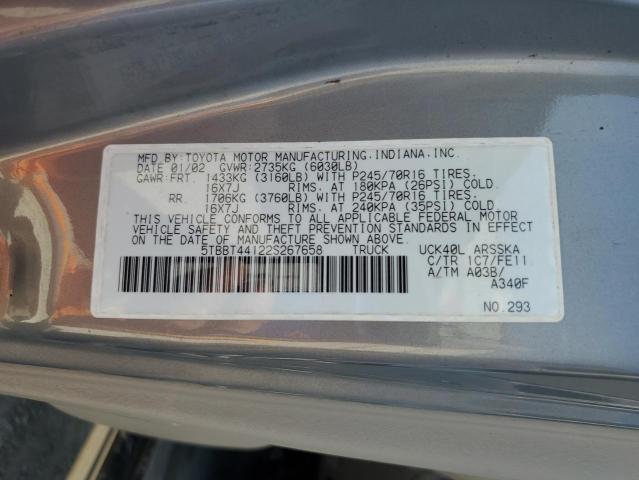 MFD.BY:TOYOTA MOTOR MANUFACTURING,INDIANA,INC.
DATE 01/02 GVWR:2735KG (6030LB)
GAWR:FRT. 1433KG (3160LB) WITH P245/70R16 TIRES.
16X7J RIMS. AT 180KPA (26PSI) COLD.
RR. 1706KG (3760LB) WITH P245/70R16 TIRES.
16X7J RIMS. AT 240KPA (35PSI) COLD.
THIS VEHICLE CONFORMS TO ALL APPLICABLE FEDERAL MOTOR
VEHICLE SAFETY AND THEFT PREVENTION STANDARDS IN EFFECT
ON THE DATE OF MANUFACTURE SHOWN ABOVE.
5TBBT44122S267658 TRUCK UCK40L ARSSKA
C/TR 1C7/FE11
A/TM A03B/
A340F
NO.293